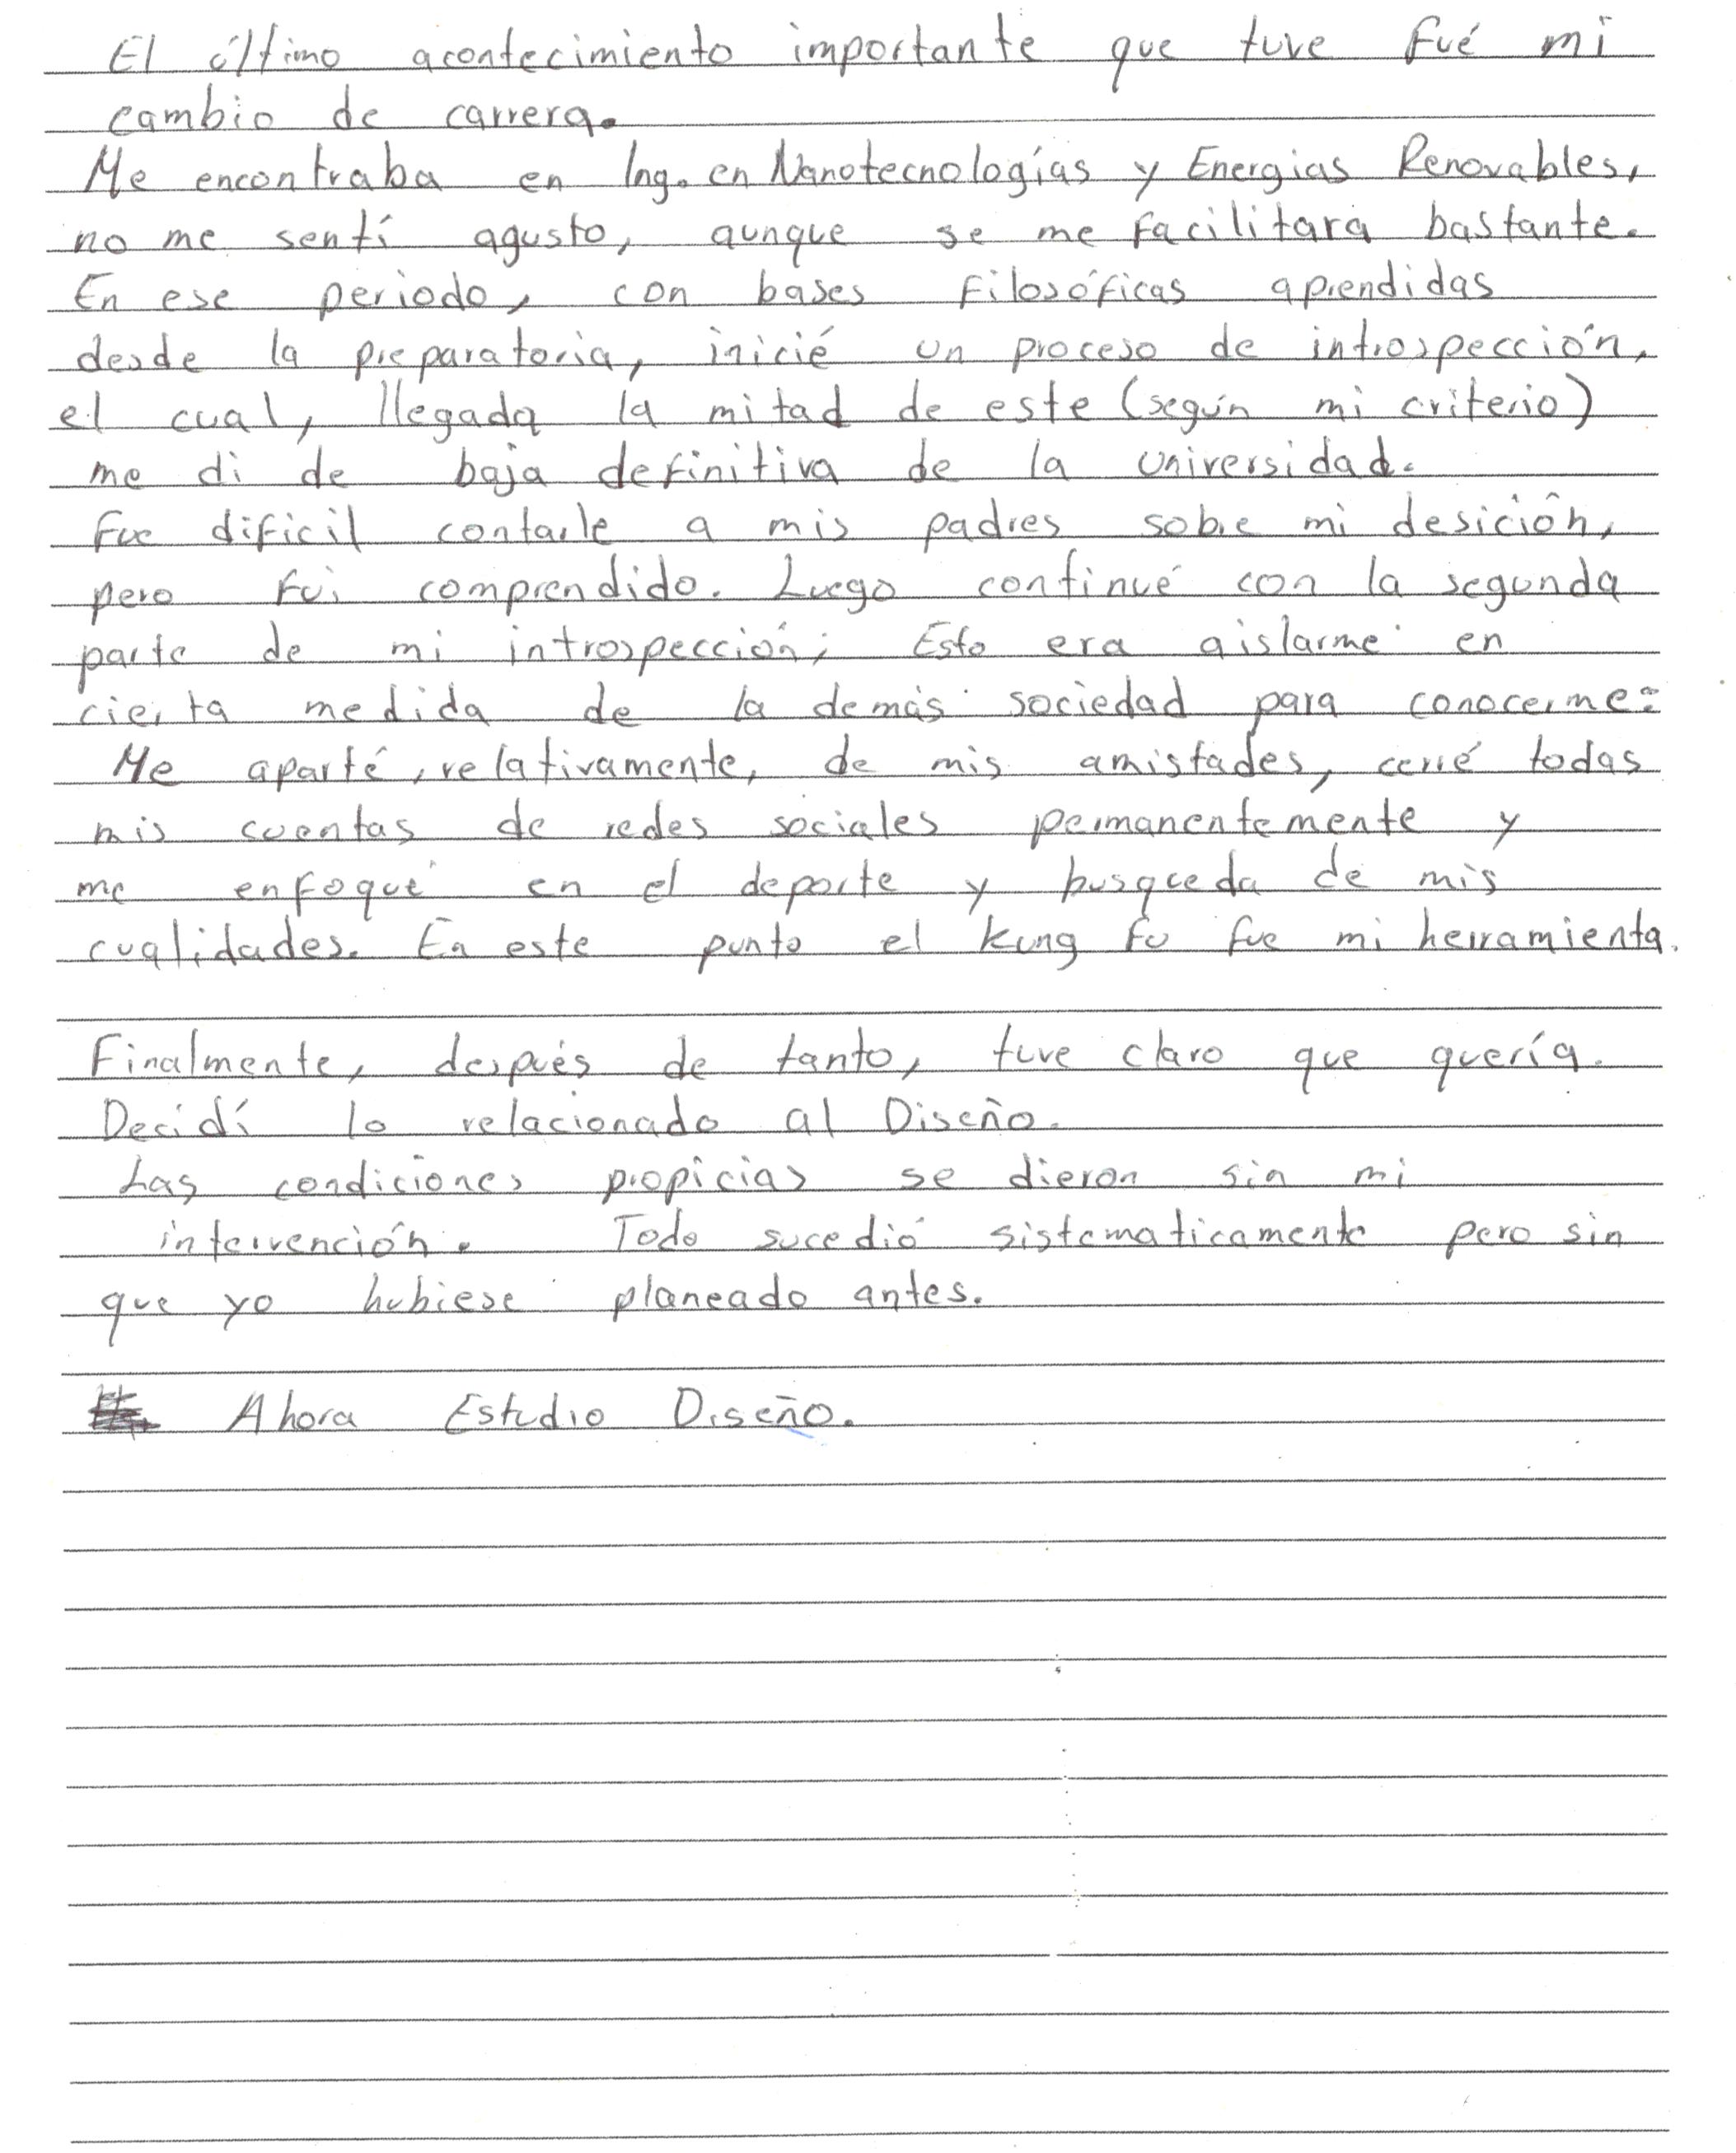 El último acontecimiento importante que tuve fué mi
cambio de carrera.
Me encontraba en Ing. en Nanotecnologías y Energias Renovables,
no me sentí agusto, aunque se me facilitara bastante.
En ese periodo, con bases filosóficas aprendidas
desde la preparatoria, inicié un proceso de introspección,
el cual, llegada la mitad de este (según mi criterio)
me di de baja definitiva de la universidad.
Fue dificil contarle a mis padres sobre mi desición,
pero fui comprendido. Luego continué con la segunda
parte de mi introspección; Esto era aislarme en
cierta medida de la demás sociedad para conocerme:
Me aparté, relativamente, de mis amistades, cerré todas
mis cuentas de redes sociales permanentemente y
me enfoqué en el deporte y busqueda de mis
cualidades. En este punto el kung fu fue mi herramienta.
Finalmente, después de tanto, tuve claro que quería.
Decidí lo relacionado al Diseño.
Las condiciones propicias se dieron sin mi
intervención. Todo sucedió sistematicamente pero sin
que yo hubiese planeado antes.
Ahora Estudio Diseño.